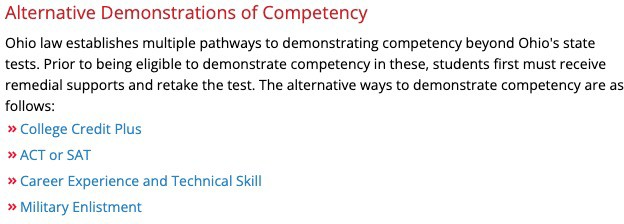 Alternative Demonstrations of Competency
Ohio law establishes multiple pathways to demonstrating competency beyond Ohio's state
tests. Prior to being eligible to demonstrate competency in these, students first must receive
remedial supports and retake the test. The alternative ways to demonstrate competency are as
follows:
» College Credit Plus
» ACT or SAT
» Career Experience and Technical Skill
» Military Enlistment